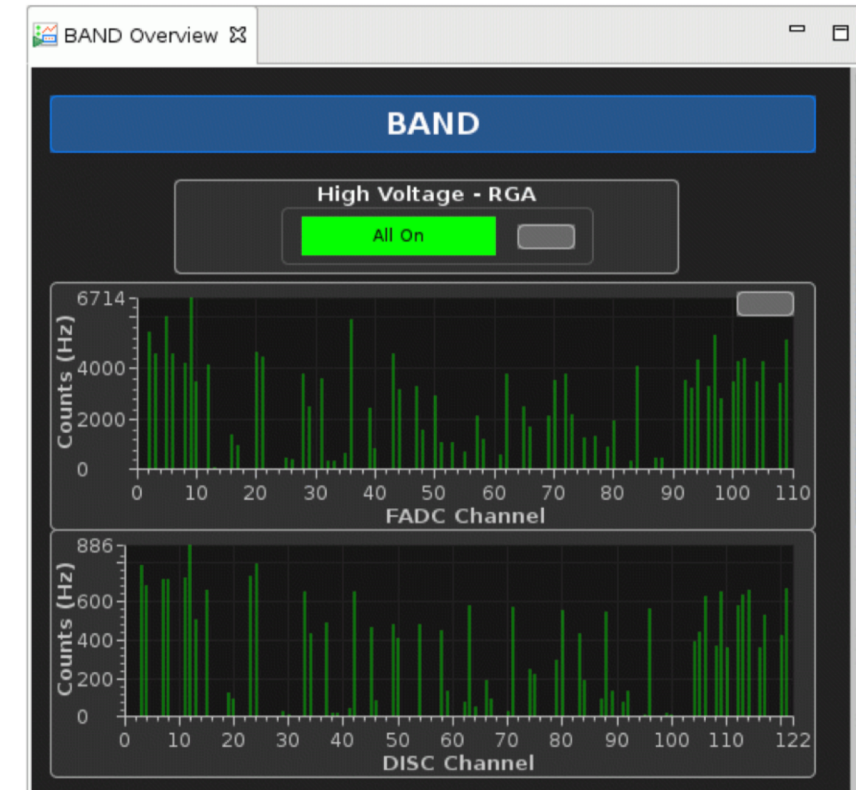 BAND Overview
BAND
High Voltage - RGA
All On
6714
4000
2000
0
Counts (Hz)
0 10 20 30 40 50 60 70 80 90 100 110
FADC Channel
886
600
400
200
0
Counts (Hz)
0 10 20 30 40 50 60 70 80 90 100 110 122
DISC Channel